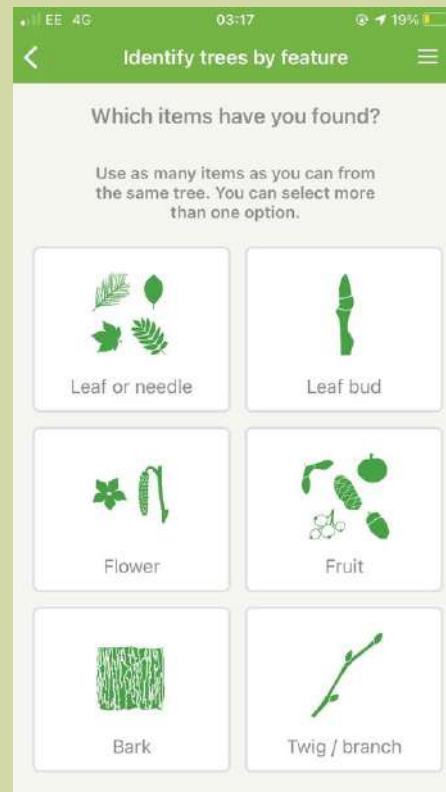 EE 4G 03:17 19%
Identify trees by feature
Which items have you found?
Use as many items as you can from
the same tree. You can select more
than one option.
Leaf or needle Leaf bud
Flower Fruit
Bark Twig / branch